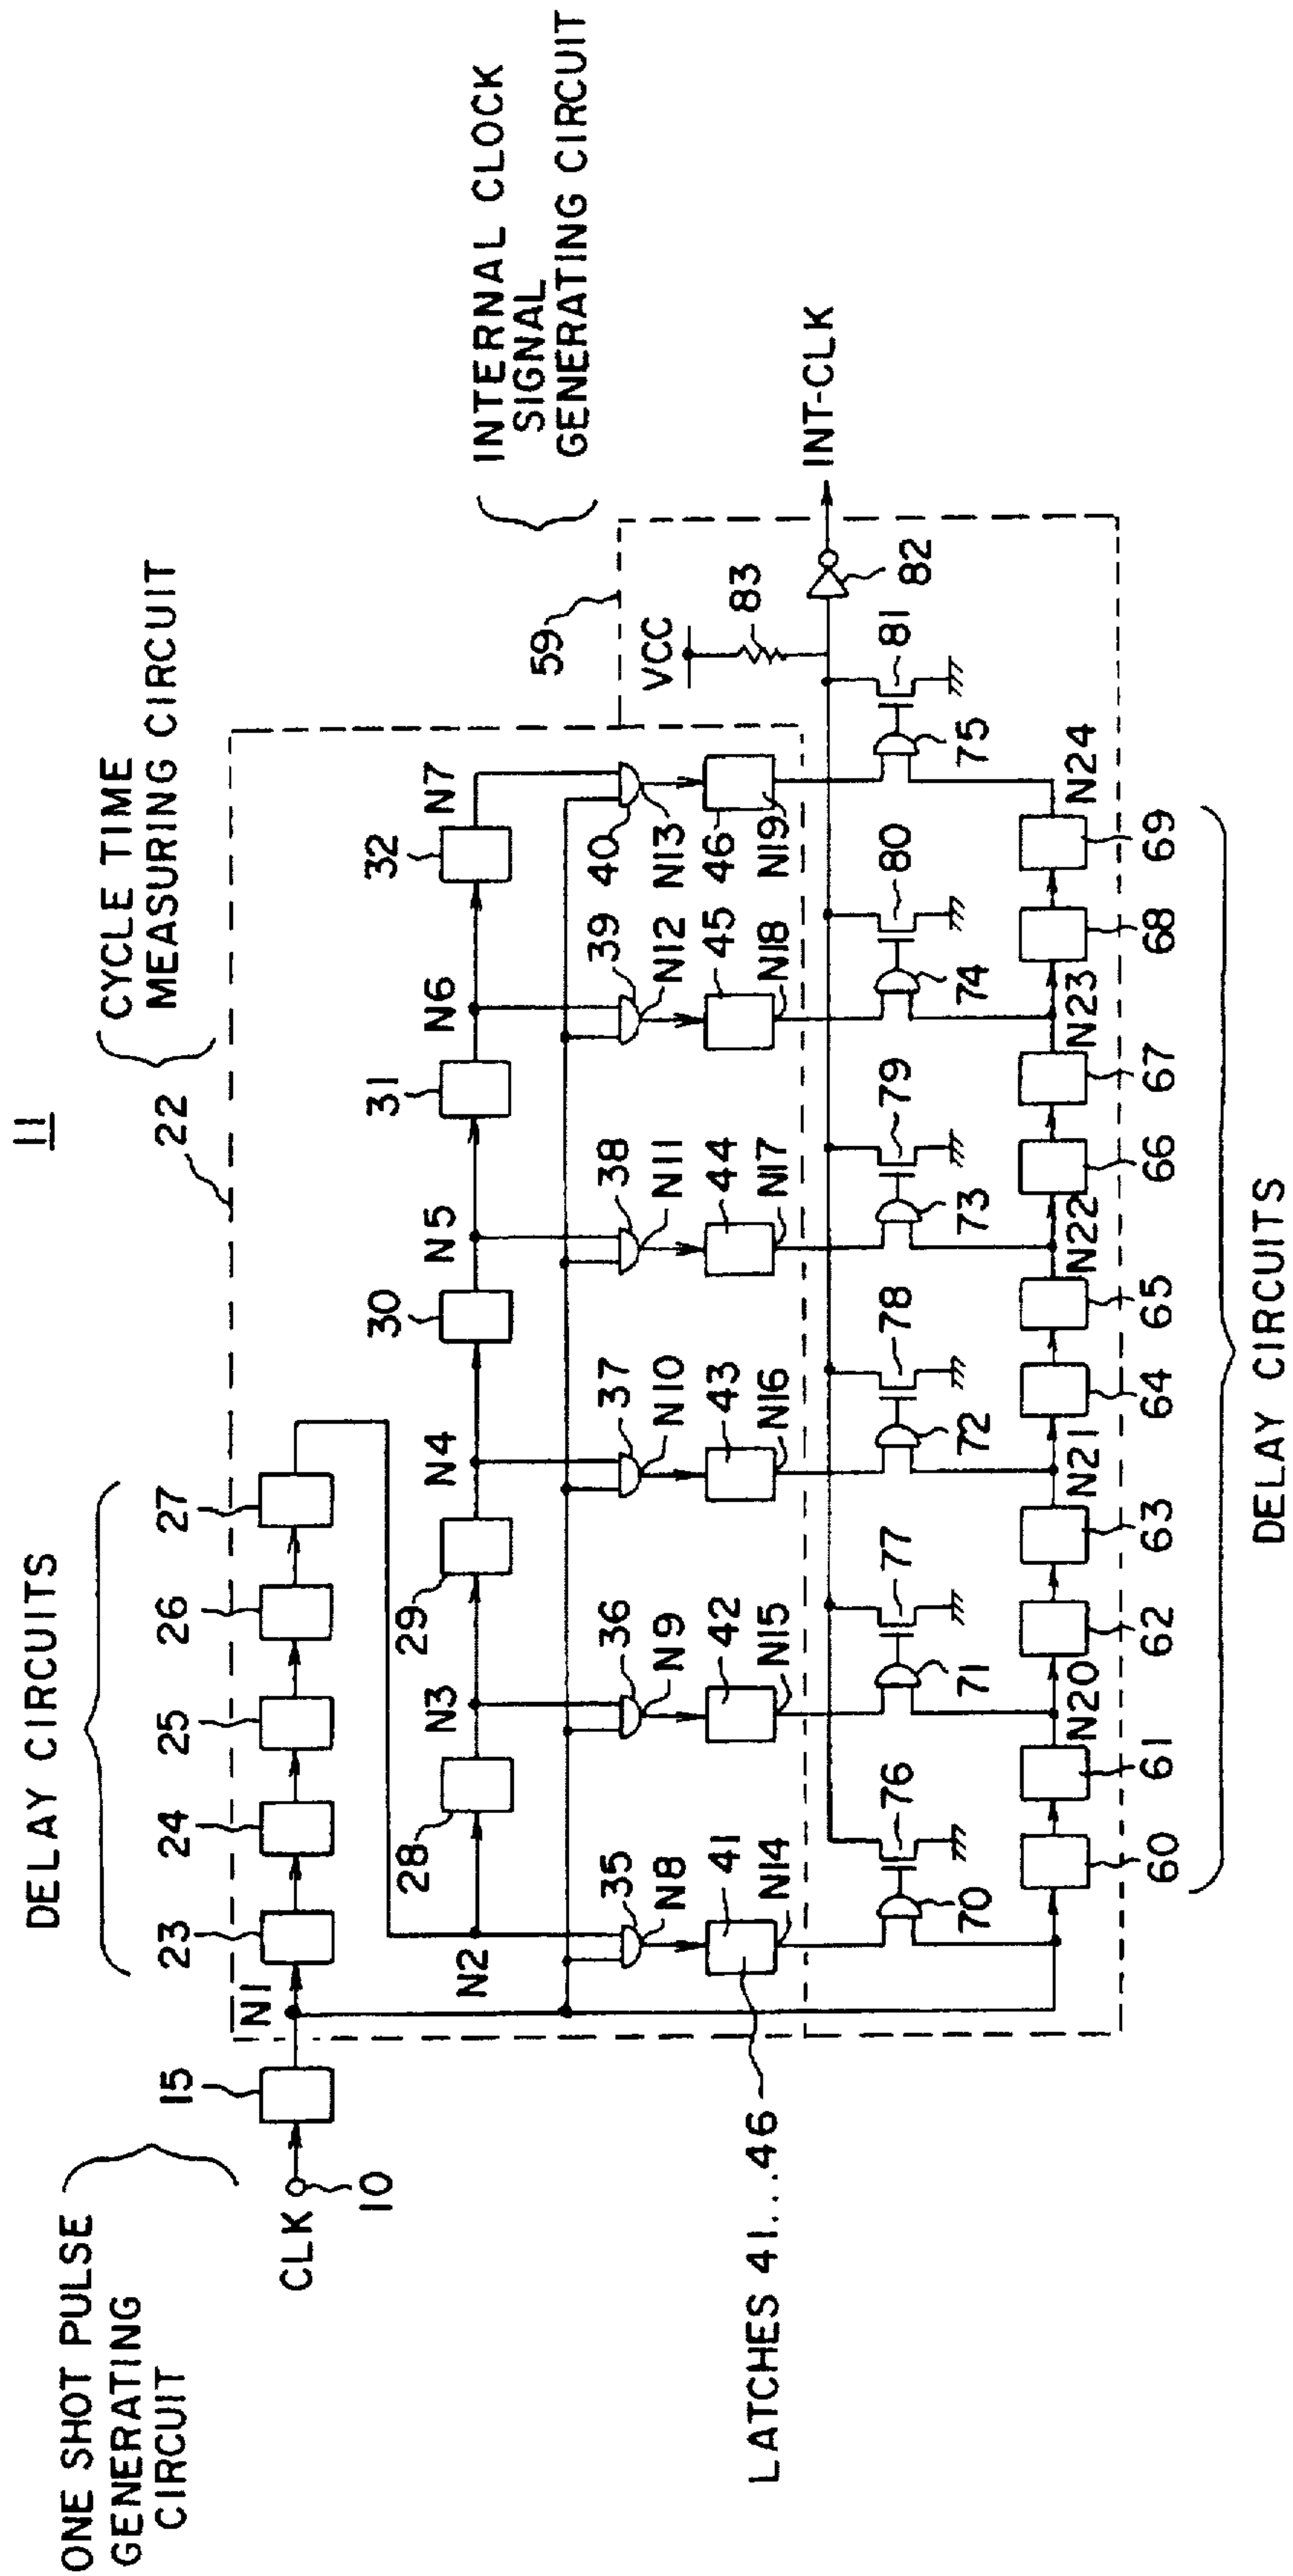 11
ONE SHOT PULSE
GENERATING
CIRCUIT
DELAY CIRCUITS
CYCLE TIME
MEASURING CIRCUIT
22
INTERNAL CLOCK
SIGNAL
GENERATING CIRCUIT
59
CLK
10
15
N1
23
24
25
26
27
N2
28
N3
29
N4
30
N5
31
N6
32
N7
35
36
37
38
39
40
N8
N9
N10
N11
N12
N13
41
42
43
44
45
46
N14
N15
N16
N17
N18
N19
LATCHES 41...46
VCC
83
INT-CLK
82
76
77
78
79
80
81
70
71
72
73
74
75
N20
N21
N22
N23
N24
60
61
62
63
64
65
66
67
68
69
DELAY CIRCUITS